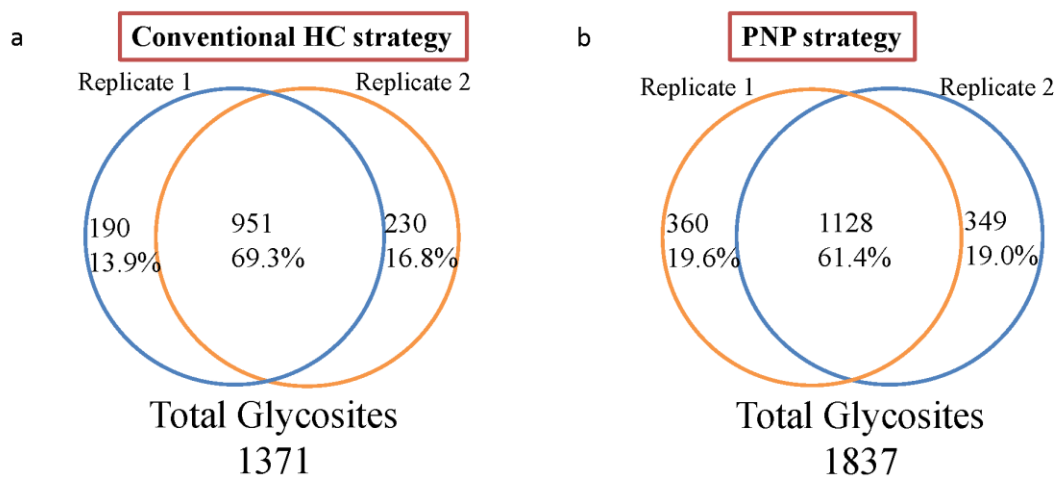 a
Conventional HC strategy
Replicate 1
Replicate 2
190
13.9%
951
69.3%
230
16.8%
Total Glycosites
1371
b
PNP strategy
Replicate 1
Replicate 2
360
19.6%
1128
61.4%
349
19.0%
Total Glycosites
1837